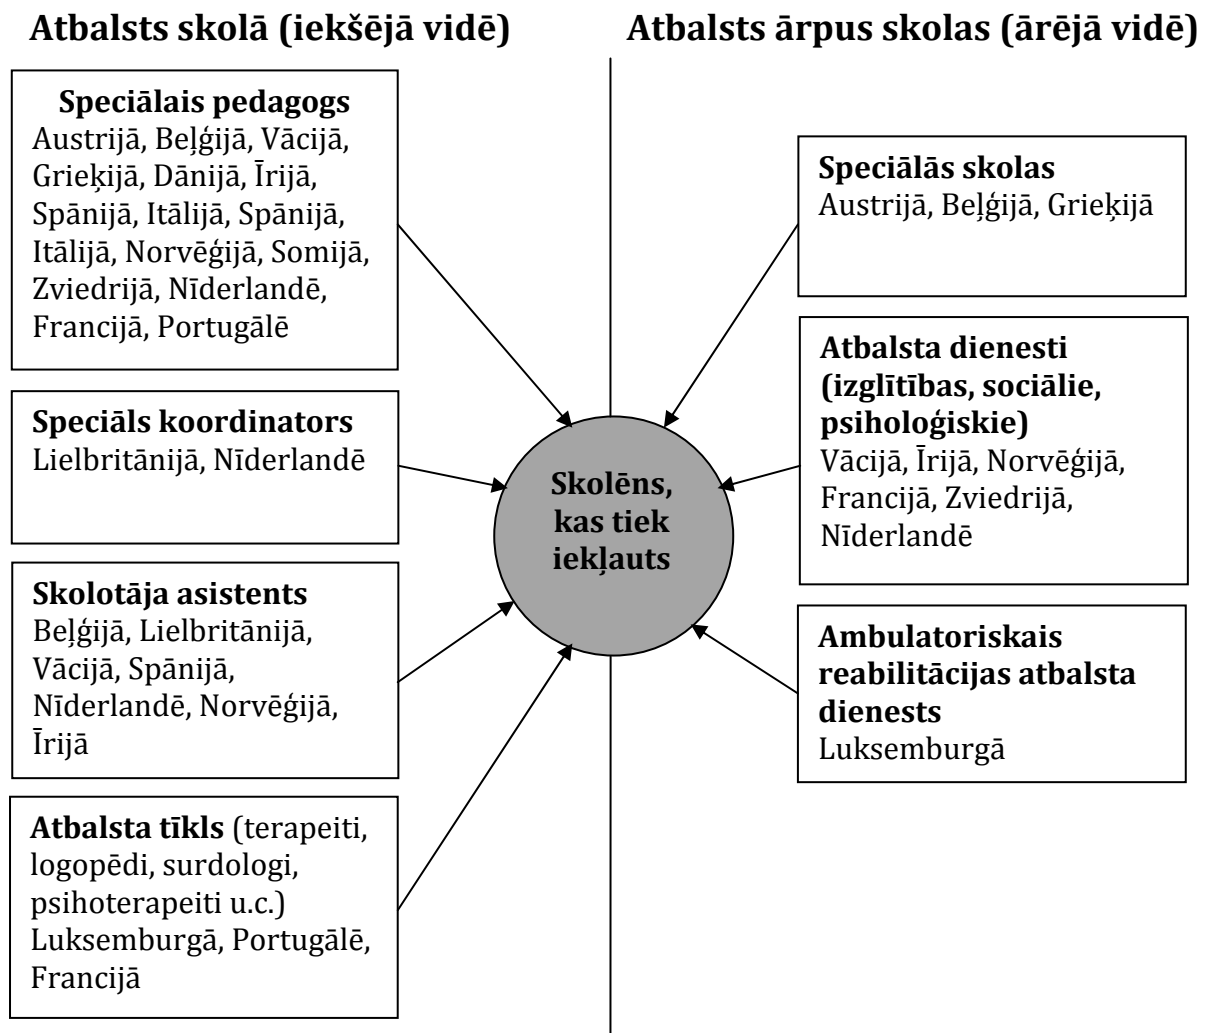 Atbalsts skolā (iekšējā vidē)
Speciālais pedagogs
Austrijā, Beļģijā, Vācijā,
Grieķijā, Dānijā, Īrijā,
Spānijā, Itālijā, Spānijā,
Itālijā, Norvēģijā, Somijā,
Zviedrijā, Nīderlandē,
Francijā, Portugālē
Speciāls koordinators
Lielbritānijā, Nīderlandē
Skolotāja asistents
Beļģijā, Lielbritānijā,
Vācijā, Spānijā,
Nīderlandē, Norvēģijā,
Īrijā
Atbalsta tīkls (terapeiti,
logopēdi, surdologi,
psihoterapeiti u.c.)
Luksemburgā, Portugālē,
Francijā
Skolēns,
kas tiek
iekļauts
Atbalsts ārpus skolas (ārējā vidē)
Speciālās skolas
Austrijā, Beļģijā, Grieķijā
Atbalsta dienesti
(izglītības, sociālie,
psiholoģiskie)
Vācijā, Īrijā, Norvēģijā,
Francijā, Zviedrijā,
Nīderlandē
Ambulatoriskais
reabilitācijas atbalsta
dienests
Luksemburgā